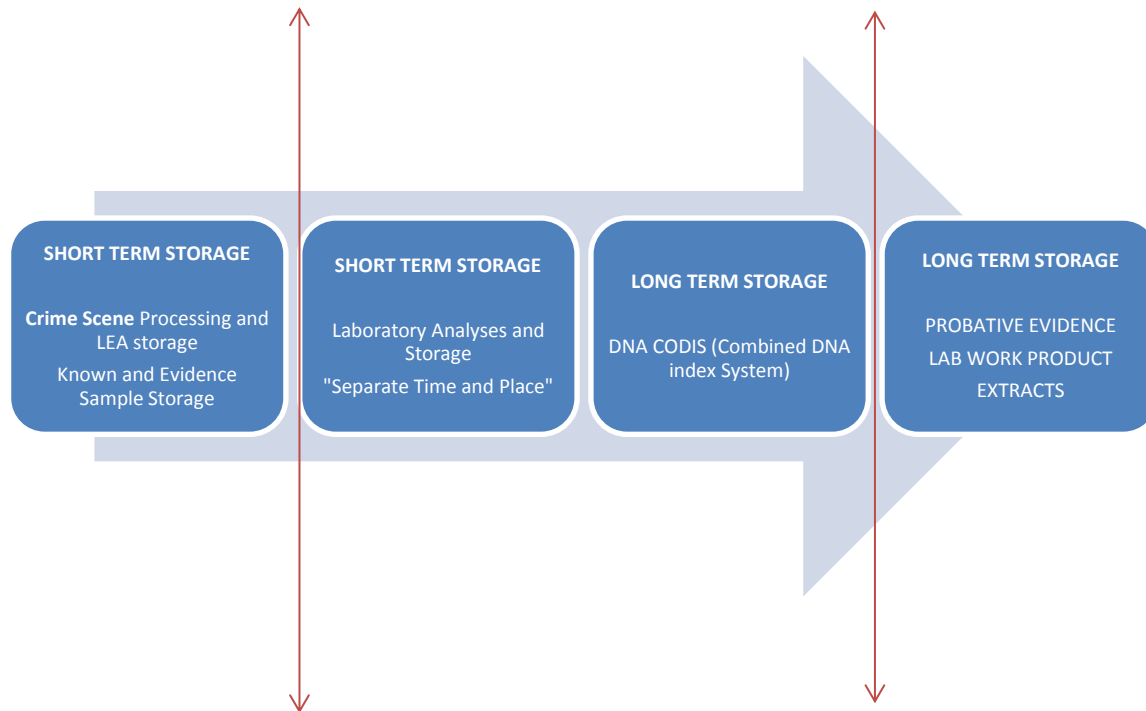 SHORT TERM STORAGE
Crime Scene Processing and
LEA storage
Known and Evidence
Sample Storage
SHORT TERM STORAGE
Laboratory Analyses and
Storage
"Separate Time and Place"
LONG TERM STORAGE
DNA CODIS (Combined DNA
index System)
LONG TERM STORAGE
PROBATIVE EVIDENCE
LAB WORK PRODUCT
EXTRACTS